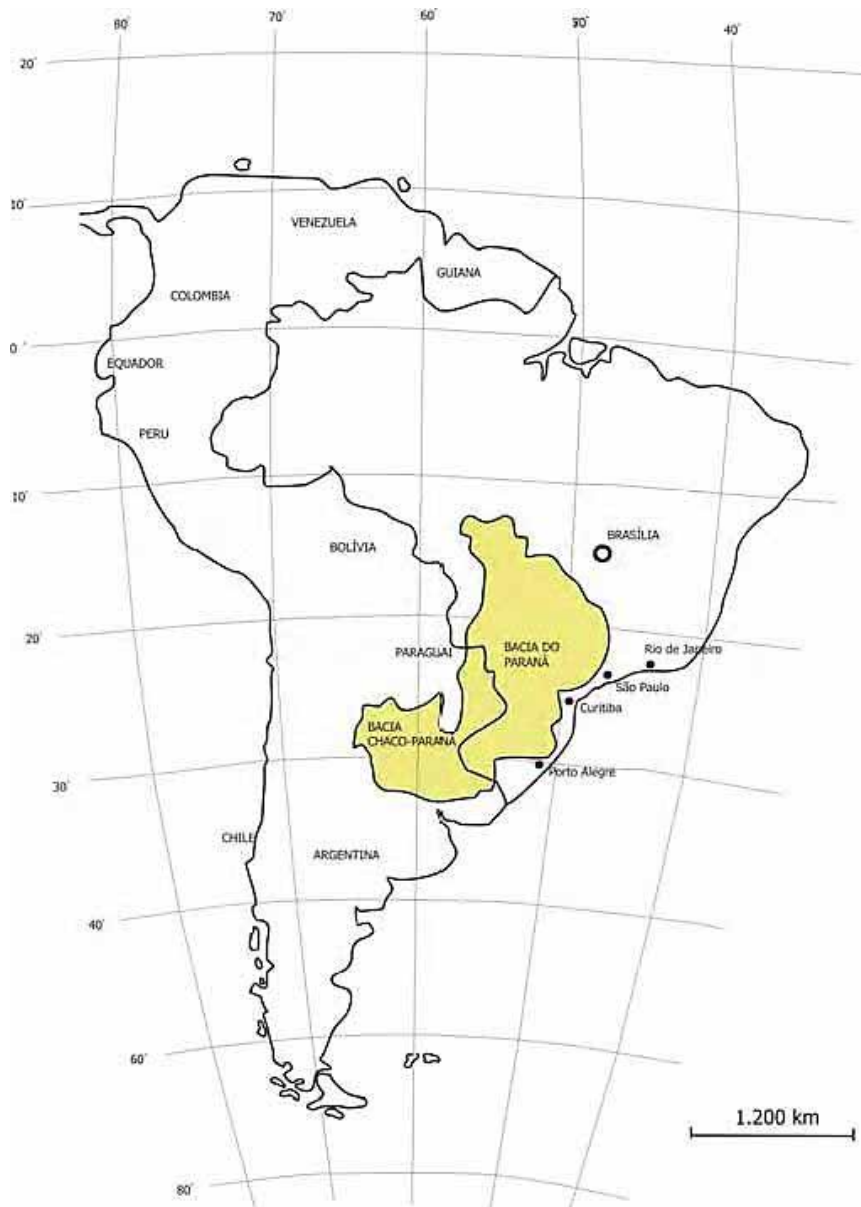 80°
70°
60°
50°
40°
20°
10°
VENEZUELA
GUIANA
COLOMBIA
0°
EQUADOR
PERU
10°
BOLÍVIA
BRASÍLIA
20°
PARAGUAI
BACIA DO
PARANÁ
Rio de Janeiro
São Paulo
Curitiba
BACIA
CHACO-PARANÁ
Porto Alegre
30°
CHILE
ARGENTINA
40°
60°
80°
1.200 km